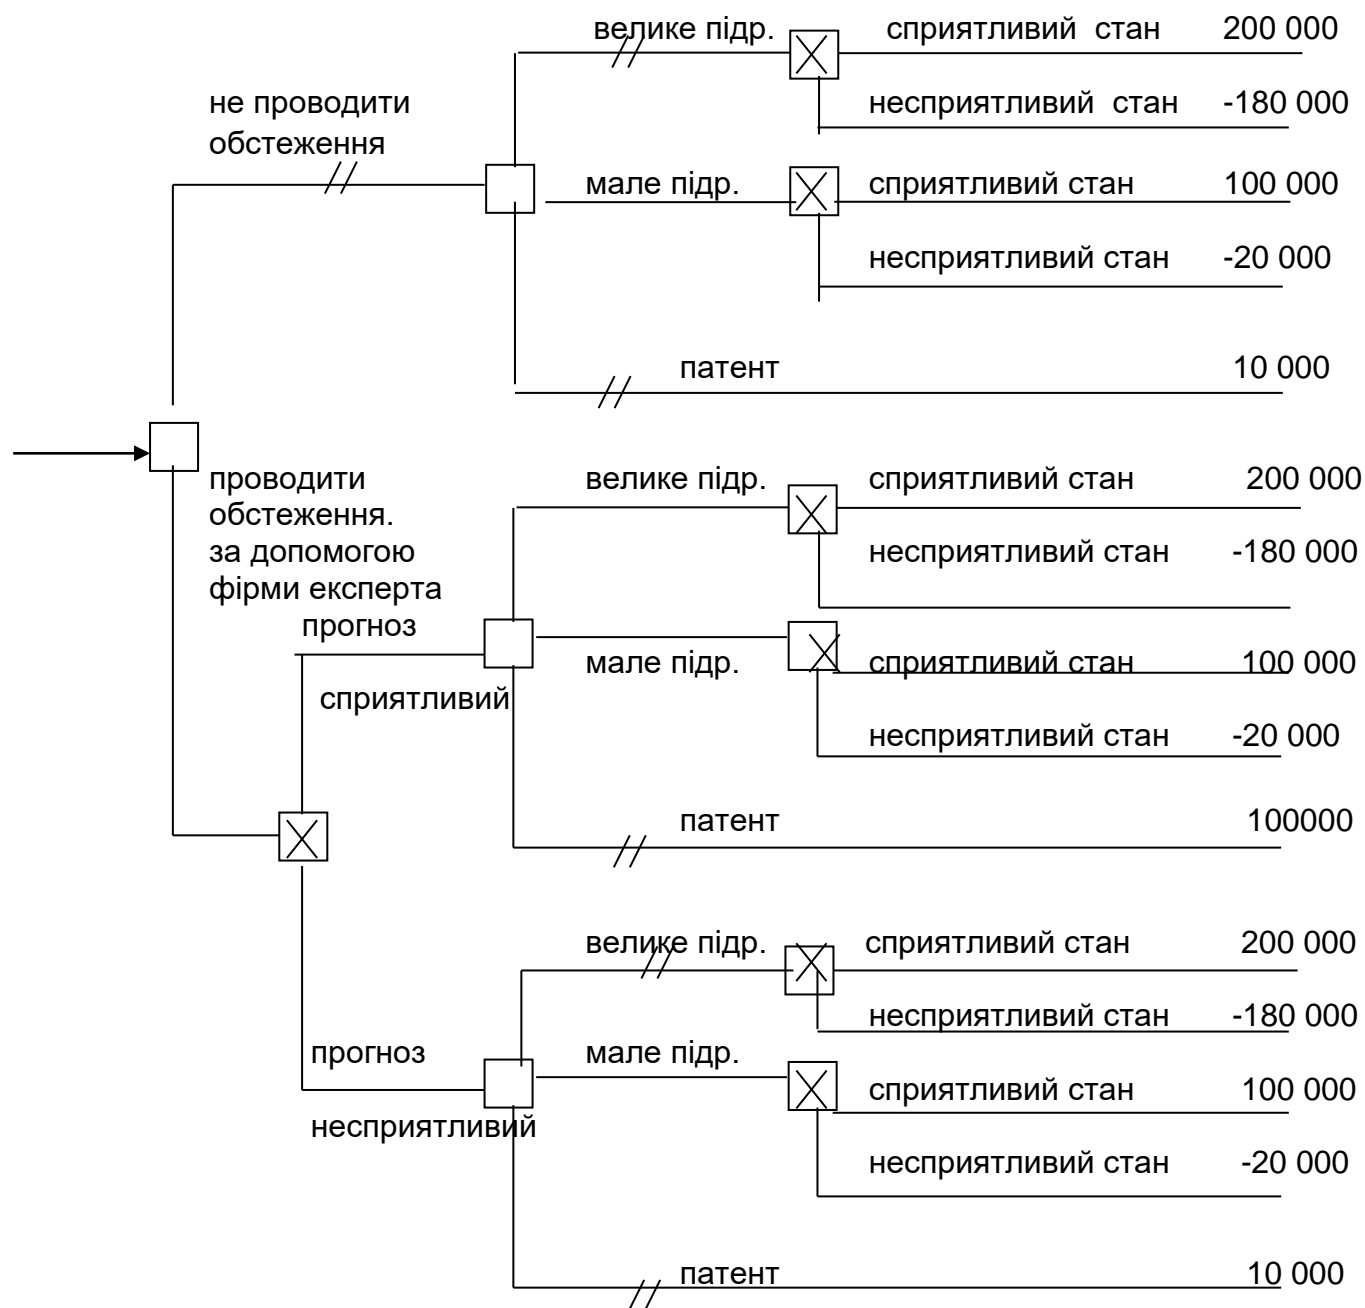 велике підр. сприятливий стан 200 000
не проводити
обстеження
несприятливий стан -180 000
мале підр. сприятливий стан 100 000
несприятливий стан -20 000
патент 10 000
проводити
обстеження.
за допомогою
фірми експерта
велике підр. сприятливий стан 200 000
несприятливий стан -180 000
прогноз
сприятливий
мале підр. сприятливий стан 100 000
несприятливий стан -20 000
патент 100000
велике підр. сприятливий стан 200 000
несприятливий стан -180 000
прогноз
несприятливий
мале підр. сприятливий стан 100 000
несприятливий стан -20 000
патент 10 000